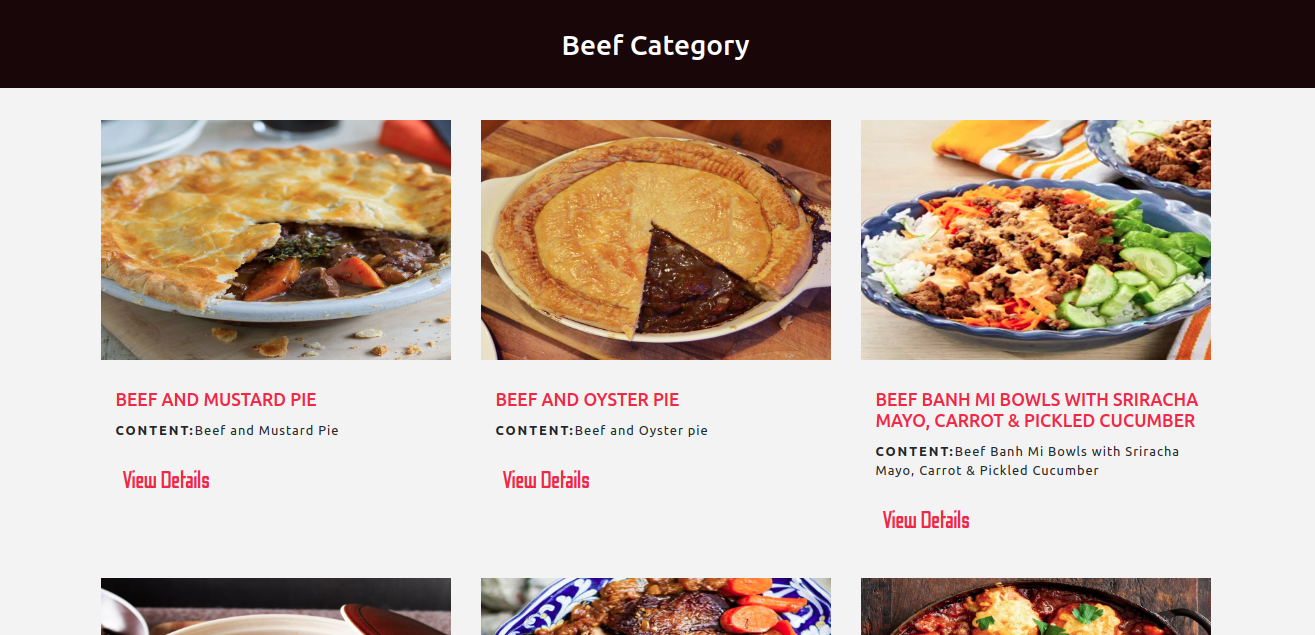 Beef Category
BEEF AND MUSTARD PIE
CONTENT:Beef and Mustard Pie
View Details
BEEF AND OYSTER PIE
CONTENT:Beef and Oyster pie
View Details
BEEF BANH MI BOWLS WITH SRIRACHA
MAYO, CARROT & PICKLED CUCUMBER
CONTENT:Beef Banh Mi Bowls with Sriracha
Mayo, Carrot & Pickled Cucumber
View Details